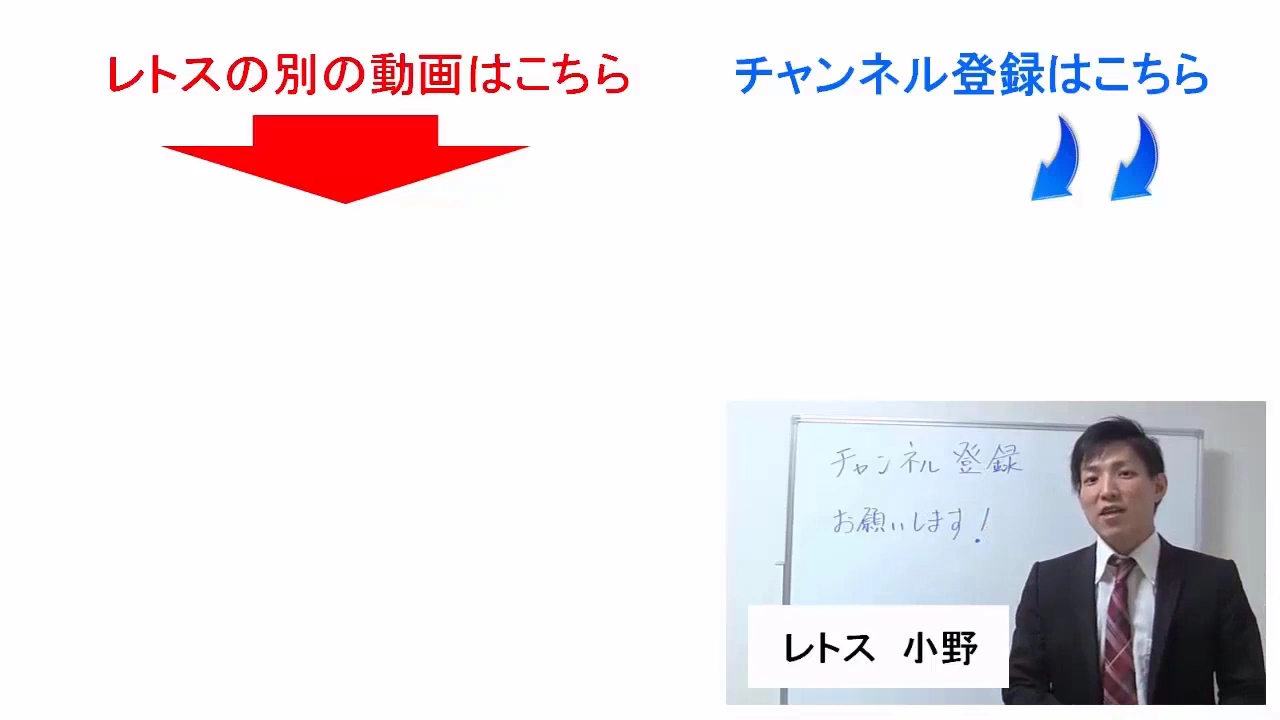 レトスの別の動画はこちら
チャンネル登録はこちら
チャンネル登録
お願いします!
レトス 小野